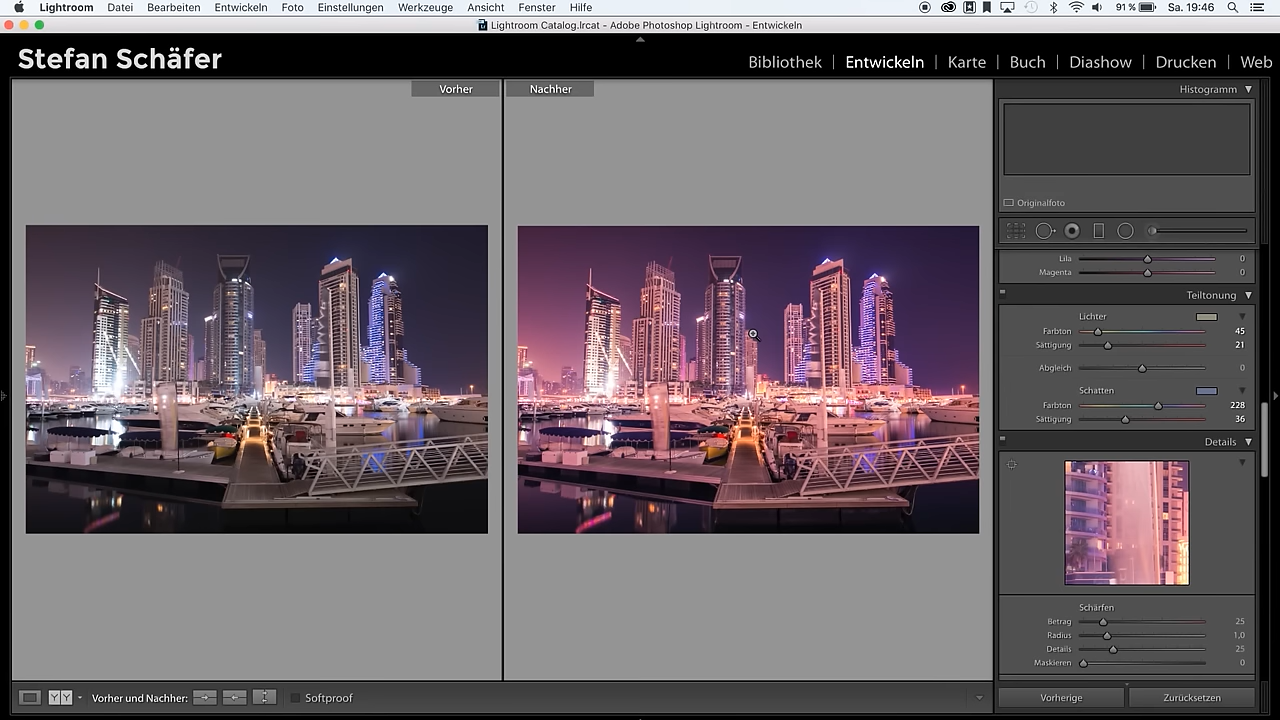 Lightroom Datei Bearbeiten Entwickeln Foto Einstellungen Werkzeuge Ansicht Fenster Hilfe 91 % Sa. 19:46
Lightroom Catalog.lrcat - Adobe Photoshop Lightroom - Entwickeln
Stefan Schäfer
Bibliothek | Entwickeln | Karte | Buch | Diashow | Drucken | Web
Vorher
Nachher
Histogramm
Originalfoto
Lila 0
Magenta 0
Teiltonung
Lichter
Farbton 45
Sättigung 21
Abgleich 0
Schatten
Farbton 228
Sättigung 36
Details
Schärfen
Betrag 25
Radius 1,0
Details 25
Maskieren 0
YY Vorher und Nachher: Softproof
Vorherige
Zurücksetzen